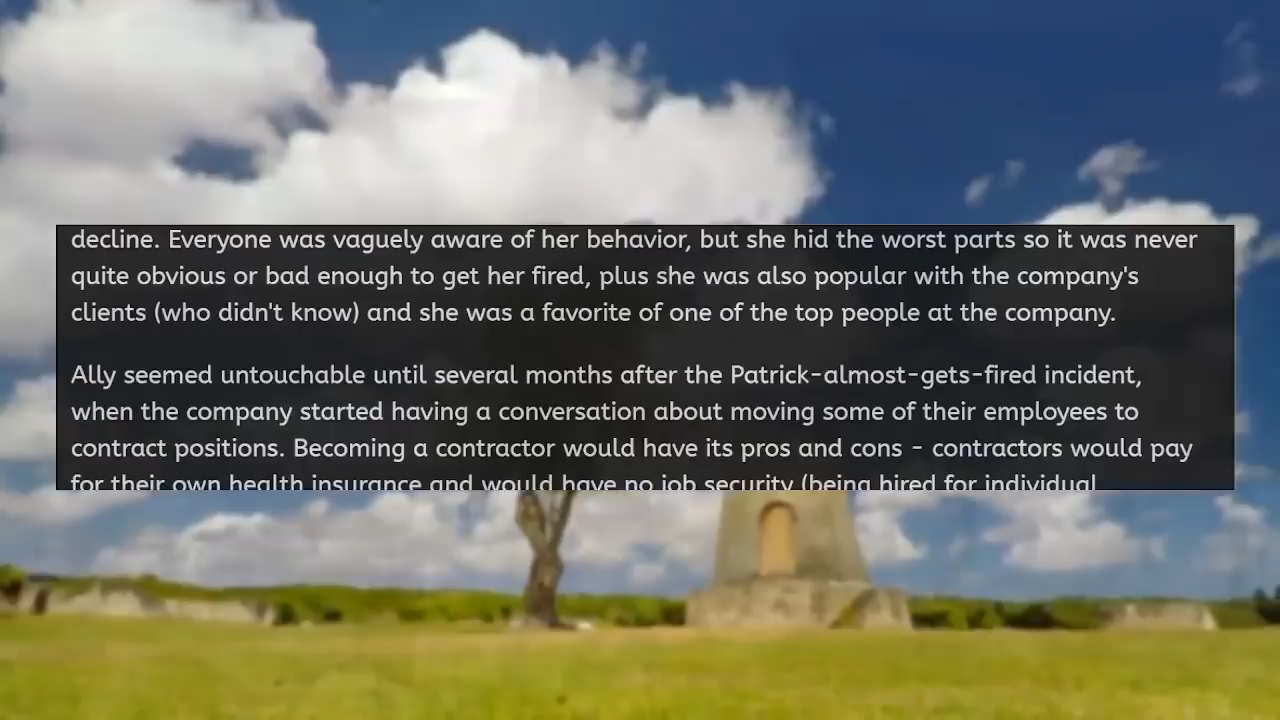 decline. Everyone was vaguely aware of her behavior, but she hid the worst parts so it was never
quite obvious or bad enough to get her fired, plus she was also popular with the company's
clients (who didn't know) and she was a favorite of one of the top people at the company.
Ally seemed untouchable until several months after the Patrick-almost-gets-fired incident,
when the company started having a conversation about moving some of their employees to
contract positions. Becoming a contractor would have its pros and cons - contractors would pay
for their own health insurance and would have no job security (being hired for individual